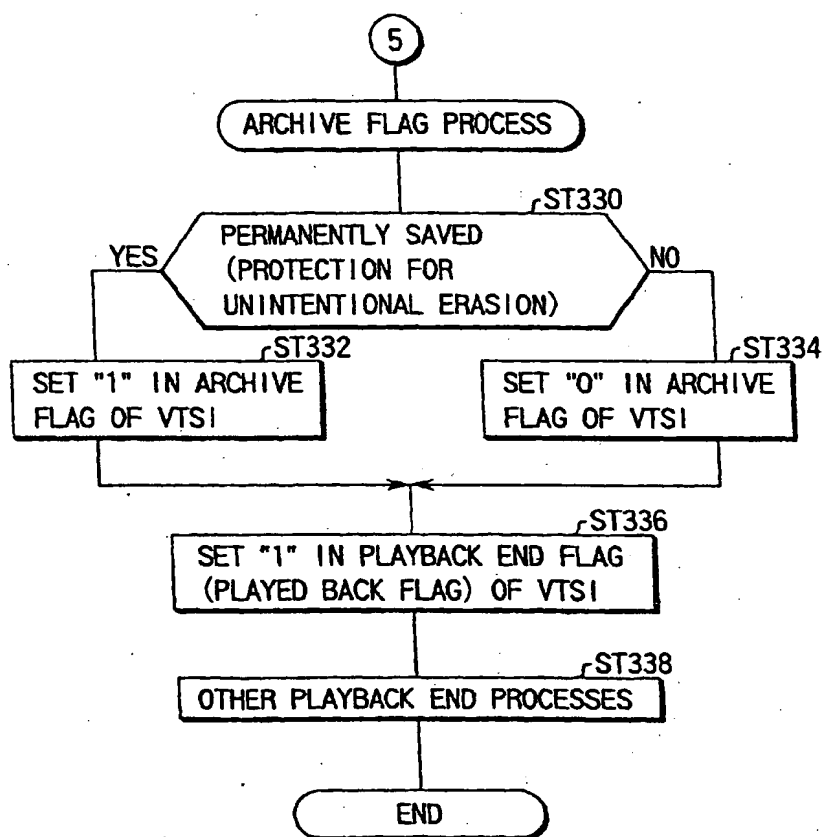 5
ARCHIVE FLAG PROCESS
ST330
PERMANENTLY SAVED
(PROTECTION FOR
UNINTENTIONAL ERASION)
YES
NO
ST332
SET "1" IN ARCHIVE
FLAG OF VTSI
ST334
SET "0" IN ARCHIVE
FLAG OF VTSI
ST336
SET "1" IN PLAYBACK END FLAG
(PLAYED BACK FLAG) OF VTSI
ST338
OTHER PLAYBACK END PROCESSES
END